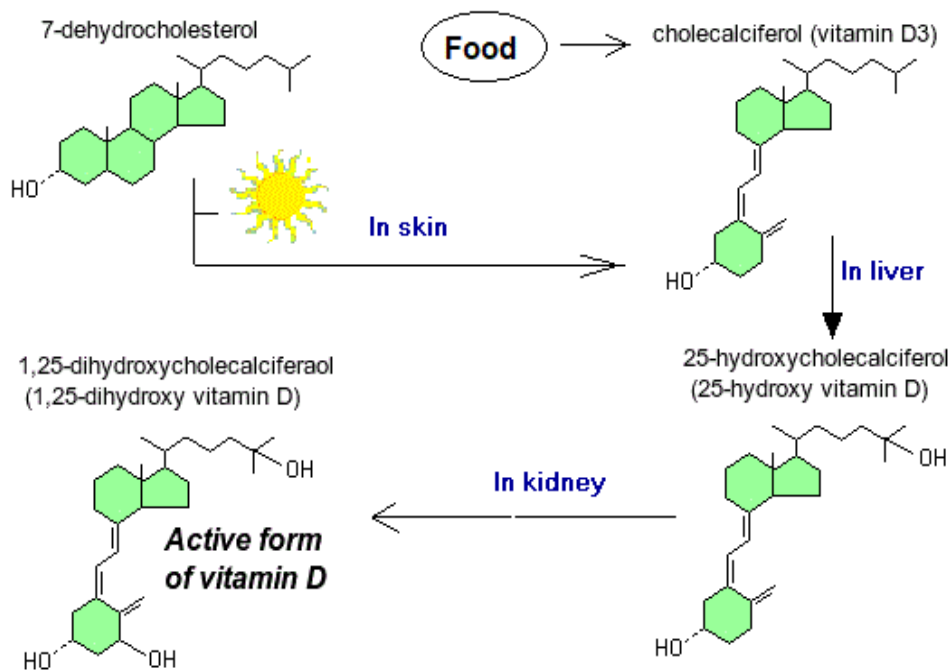 7-dehydrocholesterol
Food
cholecalciferol (vitamin D3)
HO
In skin
HO
In liver
1,25-dihydroxycholecalciferaol
(1,25-dihydroxy vitamin D)
25-hydroxycholecalciferol
(25-hydroxy vitamin D)
OH
OH
In kidney
Active form
of vitamin D
HO
OH
HO